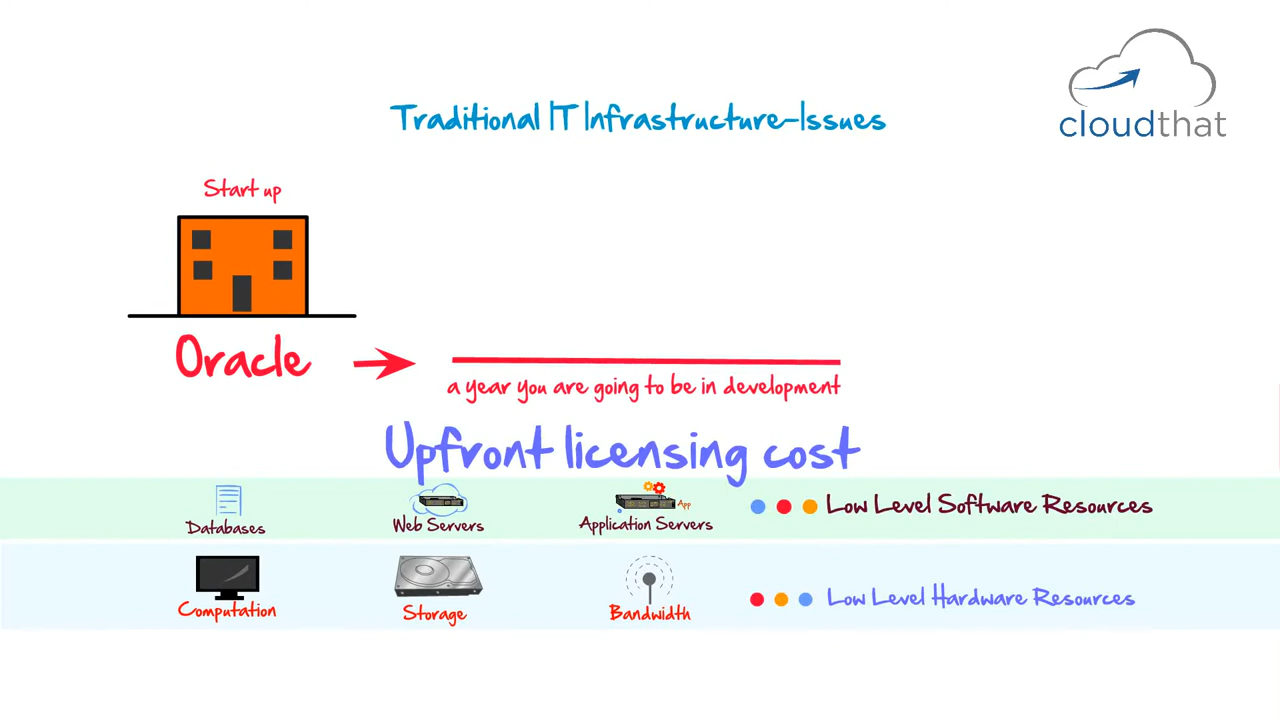 cloudthat
Traditional IT Infrastructure-Issues
Start up
Oracle
a year you are going to be in development
Upfront licensing cost
Databases
Web Servers
App
Application Servers
Low Level Software Resources
Computation
Storage
Bandwidth
Low Level Hardware Resources